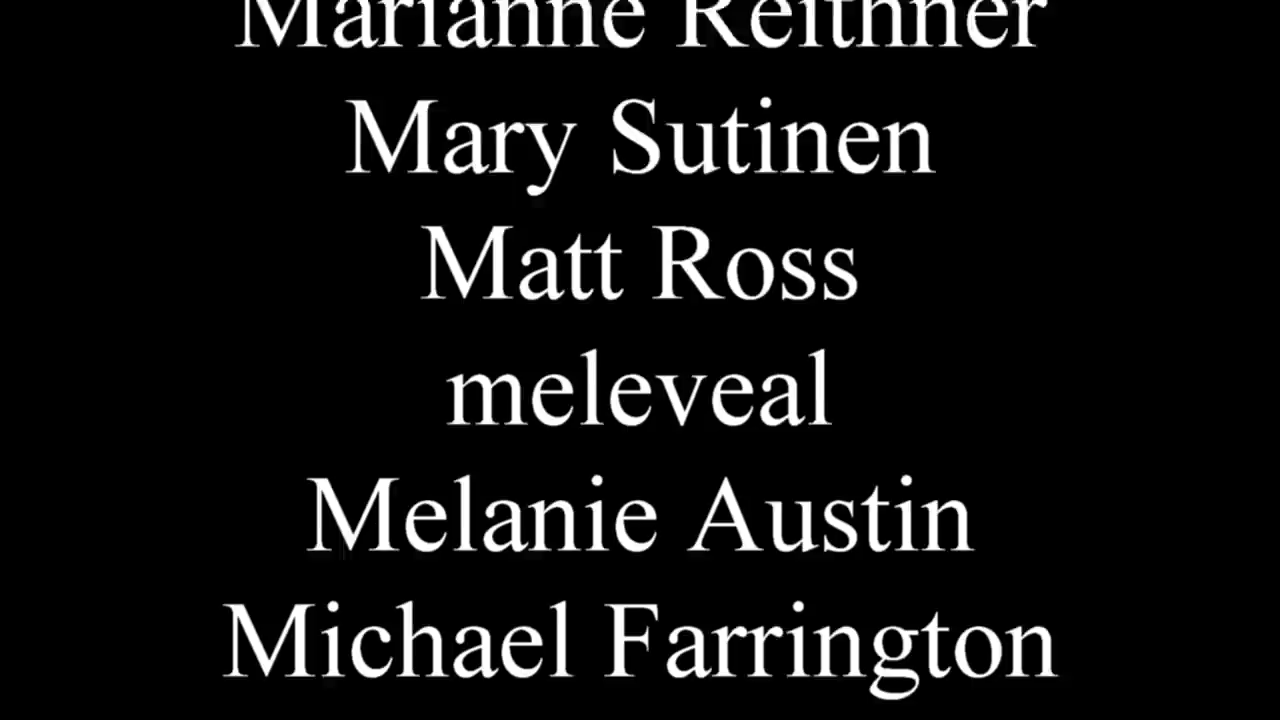 Marianne Reithner
Mary Sutinen
Matt Ross
meleveal
Melanie Austin
Michael Farrington